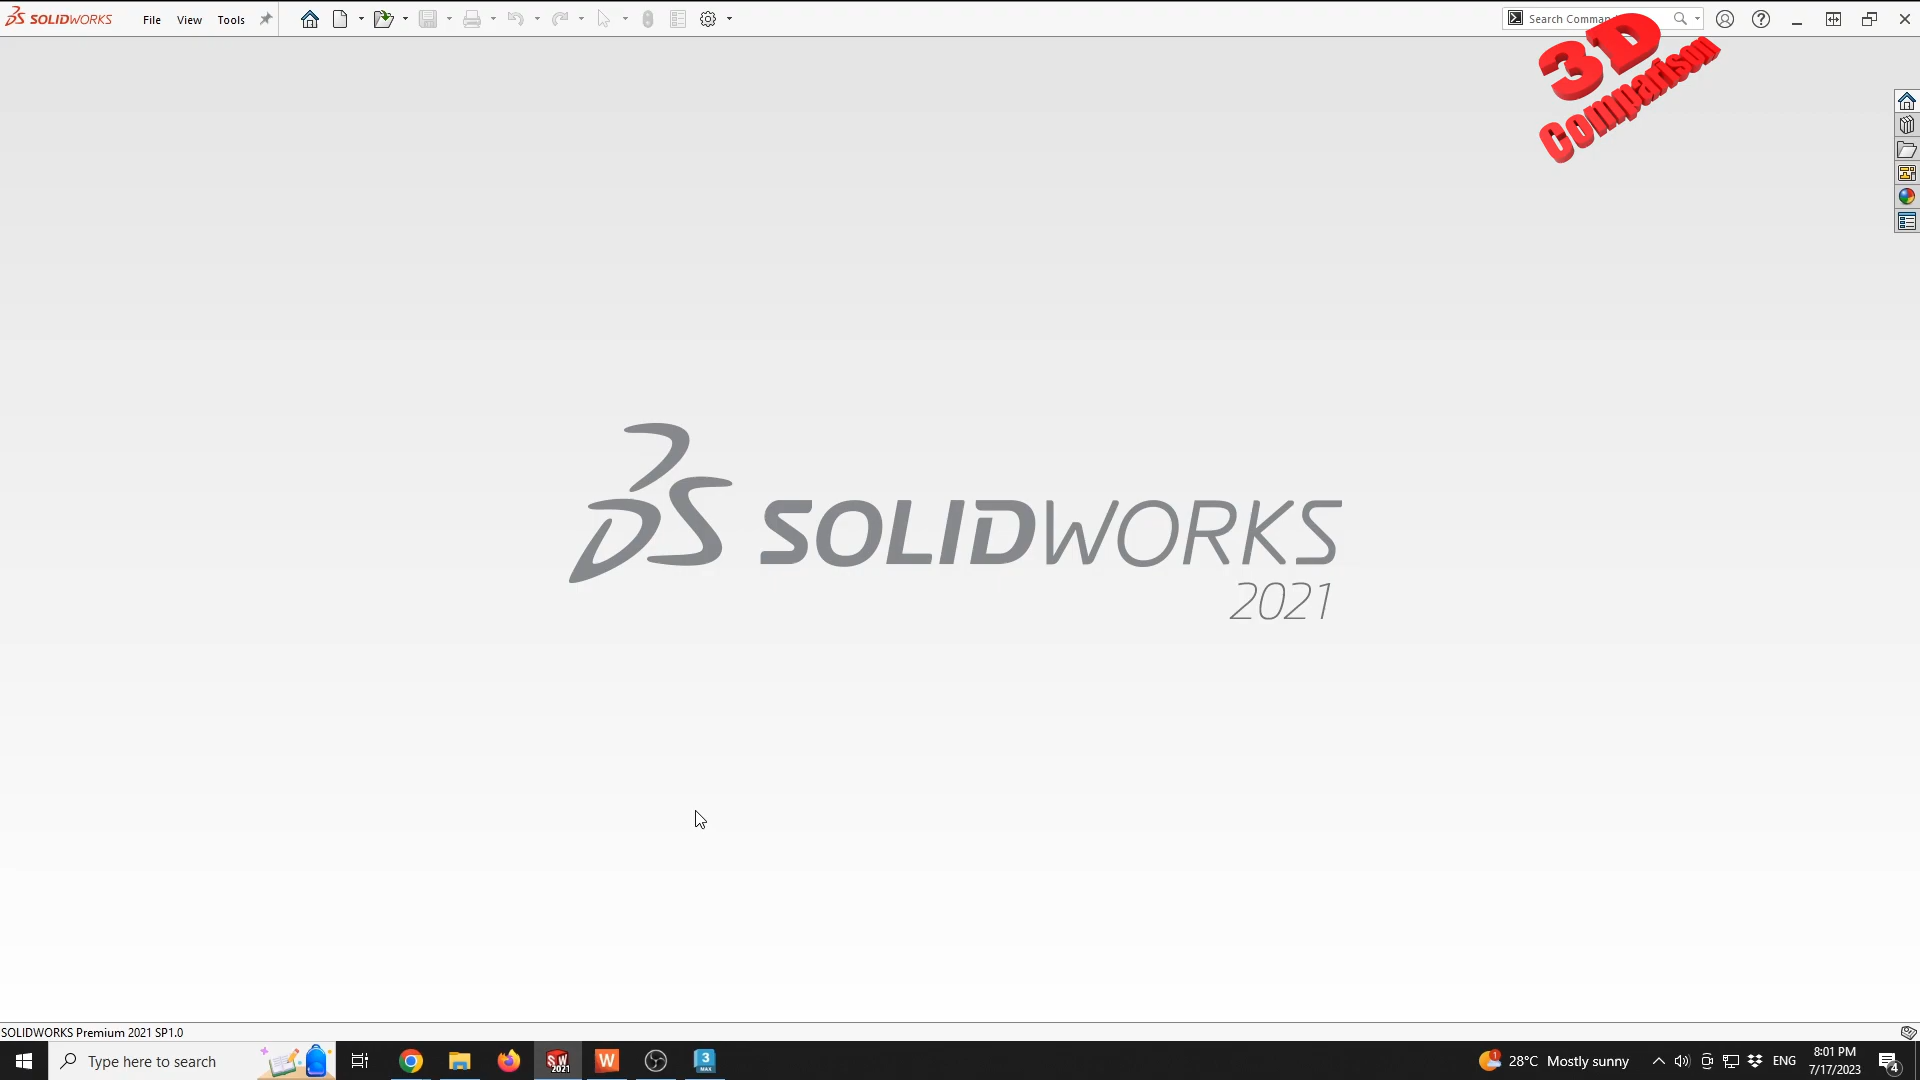 SOLIDWORKS File View Tools Search Comman
3D
Comparison
SOLIDWORKS
2021
SOLIDWORKS Premium 2021 SP1.0
Type here to search
28°C Mostly sunny
ENG
8:01 PM
7/17/2023
4